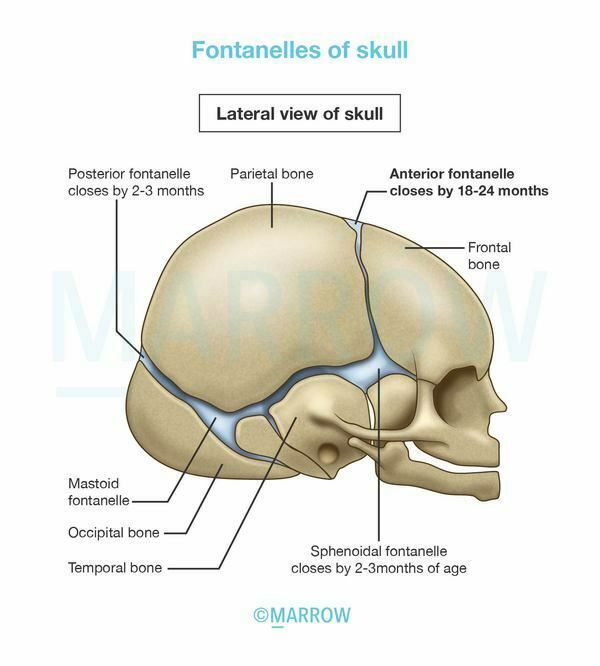 Fontanelles of skull
Lateral view of skull
Posterior fontanelle
closes by 2-3 months
Parietal bone
Anterior fontanelle
closes by 18-24 months
Frontal
bone
MARROW
Mastoid
fontanelle
Occipital bone
Temporal bone
Sphenoidal fontanelle
closes by 2-3months of age
©MARROW